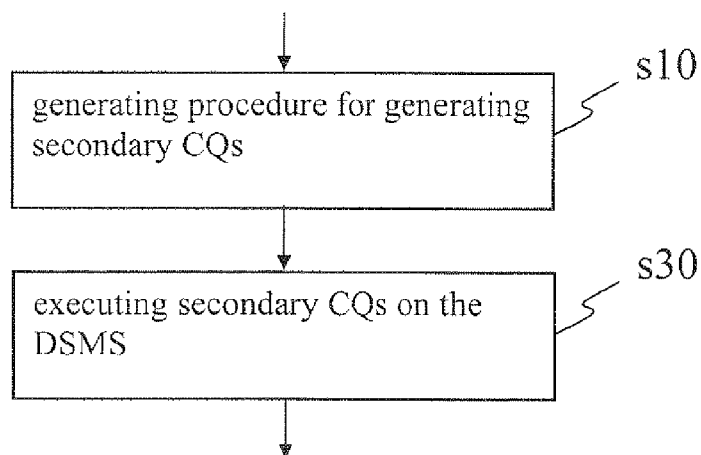 s10
generating procedure for generating
secondary CQs
s30
executing secondary CQs on the
DSMS